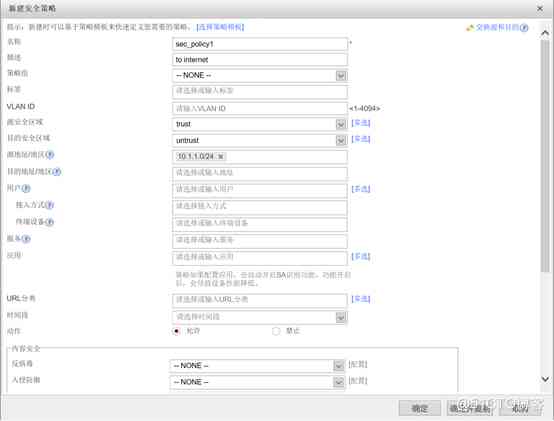 新建安全策略
提示：新建时可以基于策略模板来快速定义您需要的策略。 [选择策略模板]
交换源和目的
名称 sec_policy1 *
描述 to internet
策略组 -- NONE --
标签 请选择或输入标签
VLAN ID 请输入VLAN ID <1-4094>
源安全区域 trust [多选]
目的安全区域 untrust [多选]
源地址/地区 10.1.1.0/24
目的地址/地区 请选择或输入地址
用户 请选择或输入用户 [多选]
接入方式 请选择接入方式
终端设备 请选择或输入终端设备
服务 请选择或输入服务
应用 请选择或输入应用 [多选]
策略如果配置应用，会自动开启SA识别功能。功能开启
后，会导致设备性能降低。
URL分类 请选择或输入URL分类 [多选]
时间段 请选择时间段
动作 允许 禁止
内容安全
反病毒 -- NONE -- [配置]
入侵防御 -- NONE -- [配置]
确定 取消